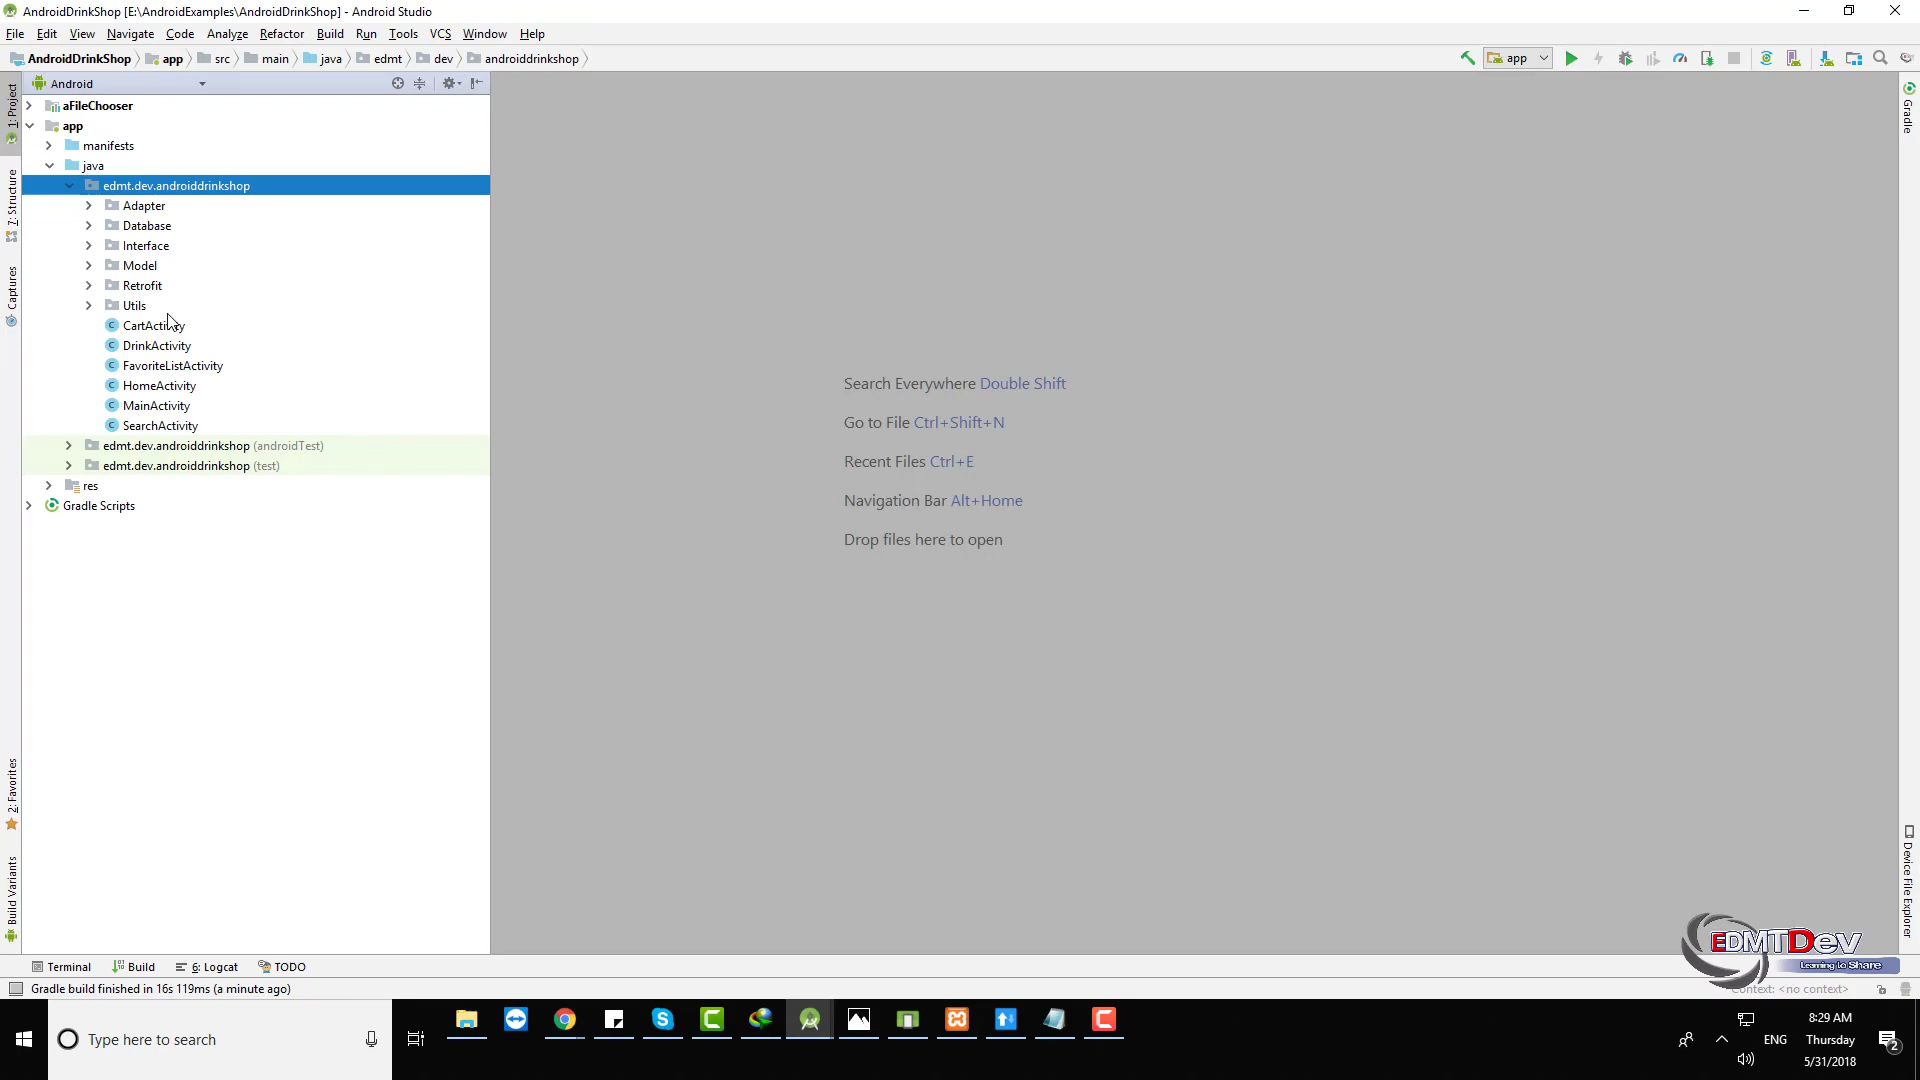 AndroidDrinkShop [E:\AndroidExamples\AndroidDrinkShop] - Android Studio
File Edit View Navigate Code Analyze Refactor Build Run Tools VCS Window Help
AndroidDrinkShop app src main java edmt dev androiddrinkshop app
Android
aFileChooser
app
manifests
java
edmt.dev.androiddrinkshop
Adapter
Database
Interface
Model
Retrofit
Utils
CartActivity
DrinkActivity
FavoriteListActivity
HomeActivity
MainActivity
SearchActivity
edmt.dev.androiddrinkshop (androidTest)
edmt.dev.androiddrinkshop (test)
res
Gradle Scripts
1: Project
7: Structure
Captures
2: Favorites
Build Variants
Search Everywhere Double Shift
Go to File Ctrl+Shift+N
Recent Files Ctrl+E
Navigation Bar Alt+Home
Drop files here to open
Gradle
Device File Explorer
EDMTDev
Learning to Share
Terminal Build 6: Logcat TODO
Gradle build finished in 16s 119ms (a minute ago)
Context: <no context>
Type here to search
ENG
8:29 AM
Thursday
5/31/2018
2